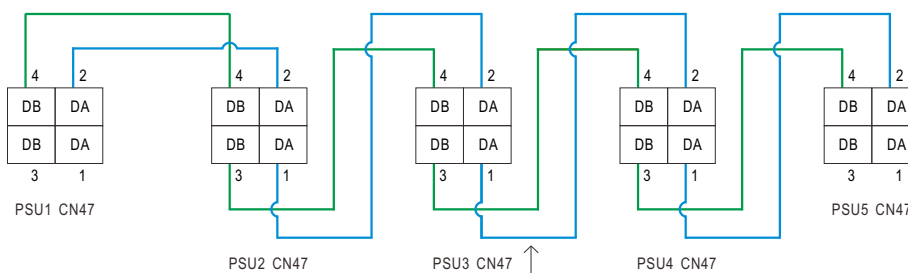 4 2 4 2 4 2 4 2 4 2
DB DA DB DA DB DA DB DA DB DA
DB DA DB DA DB DA DB DA DB DA
3 1 3 1 3 1 3 1 3 1
PSU1 CN47 PSU5 CN47
PSU2 CN47 PSU3 CN47 PSU4 CN47